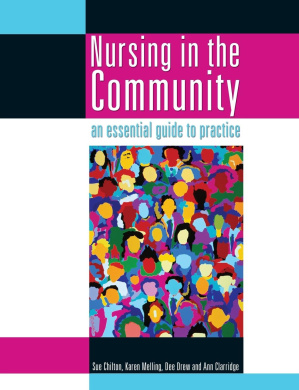 Nursing in the
Community
an essential guide to practice
Sue Chilton, Karen Melling, Dee Drew and Ann Clarridge